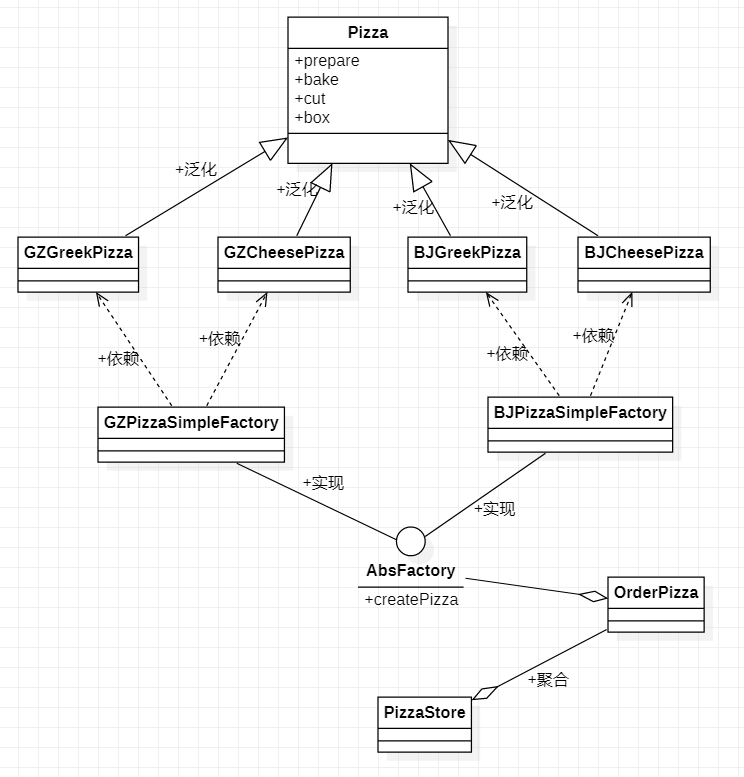 Pizza
+prepare
+bake
+cut
+box
+泛化
+泛化
+泛化
+泛化
GZGreekPizza
GZCheesePizza
BJGreekPizza
BJCheesePizza
+依赖
+依赖
+依赖
+依赖
GZPizzaSimpleFactory
BJPizzaSimpleFactory
+实现
+实现
AbsFactory
+createPizza
OrderPizza
+聚合
PizzaStore